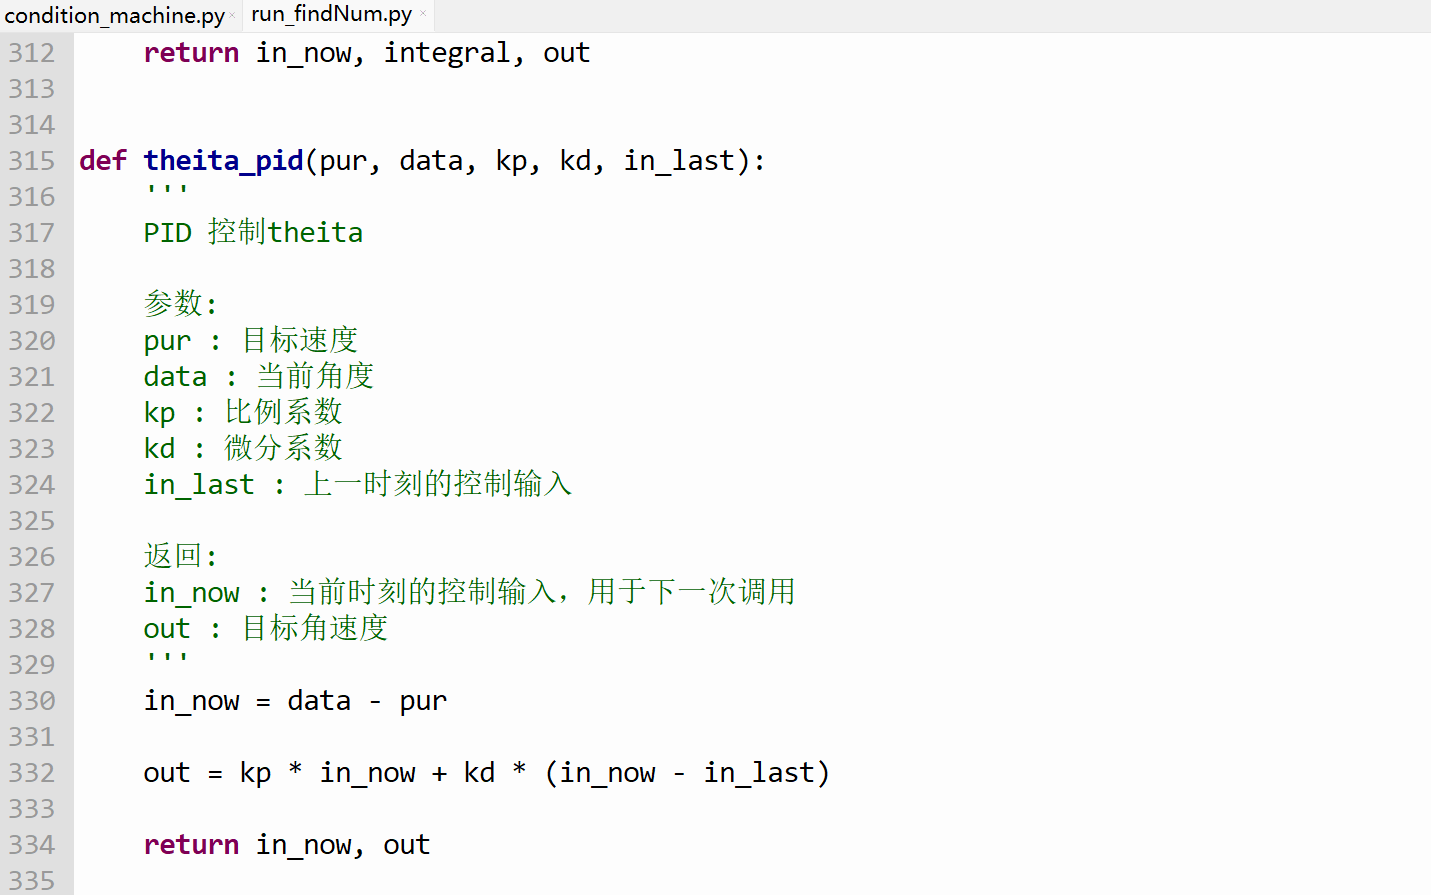 condition_machine.py × run_findNum.py ×
312     return in_now, integral, out
313
314
315 def theita_pid(pur, data, kp, kd, in_last):
316     '''
317     PID 控制theita
318
319     参数:
320     pur : 目标速度
321     data : 当前角度
322     kp : 比例系数
323     kd : 微分系数
324     in_last : 上一时刻的控制输入
325
326     返回:
327     in_now : 当前时刻的控制输入，用于下一次调用
328     out : 目标角速度
329     '''
330     in_now = data - pur
331
332     out = kp * in_now + kd * (in_now - in_last)
333
334     return in_now, out
335